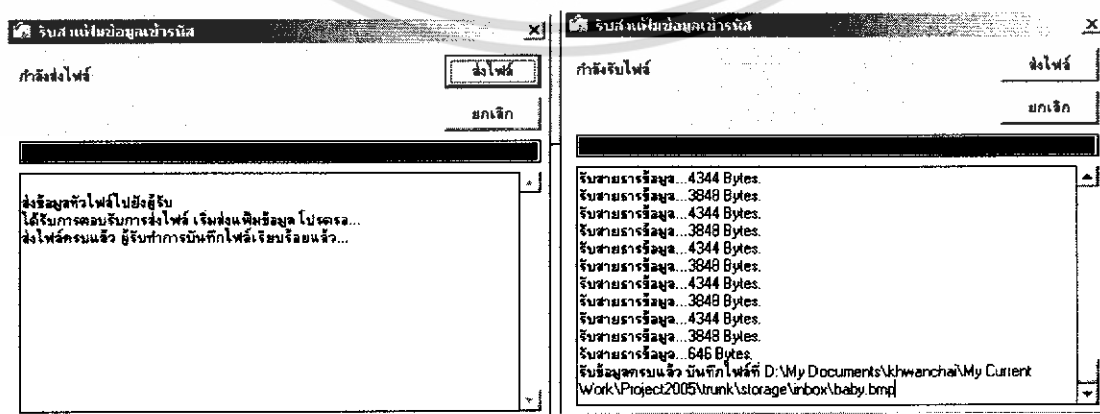 รับส่งแฟ้มข้อมูลเข้ารหัส
กำลังส่งไฟล์
ส่งไฟล์
ยกเลิก
ส่งข้อมูลหัวไฟล์ไปยังผู้รับ
ได้รับการตอบรับการส่งไฟล์ เริ่มส่งแฟ้มข้อมูล โปรดรอ...
ส่งไฟล์ครบแล้ว ผู้รับทำการบันทึกไฟล์เรียบร้อยแล้ว...
รับส่งแฟ้มข้อมูลเข้ารหัส
กำลังรับไฟล์
ส่งไฟล์
ยกเลิก
รับสายธารข้อมูล...4344 Bytes.
รับสายธารข้อมูล...3848 Bytes.
รับสายธารข้อมูล...4344 Bytes.
รับสายธารข้อมูล...3848 Bytes.
รับสายธารข้อมูล...4344 Bytes.
รับสายธารข้อมูล...3848 Bytes.
รับสายธารข้อมูล...4344 Bytes.
รับสายธารข้อมูล...3848 Bytes.
รับสายธารข้อมูล...4344 Bytes.
รับสายธารข้อมูล...3848 Bytes.
รับสายธารข้อมูล...646 Bytes.
รับข้อมูลครบแล้ว บันทึกไฟล์ที่ D:\My Documents\khwanchai\My Current
Work\Project2005\trunk\storage\inbox\baby.bmp